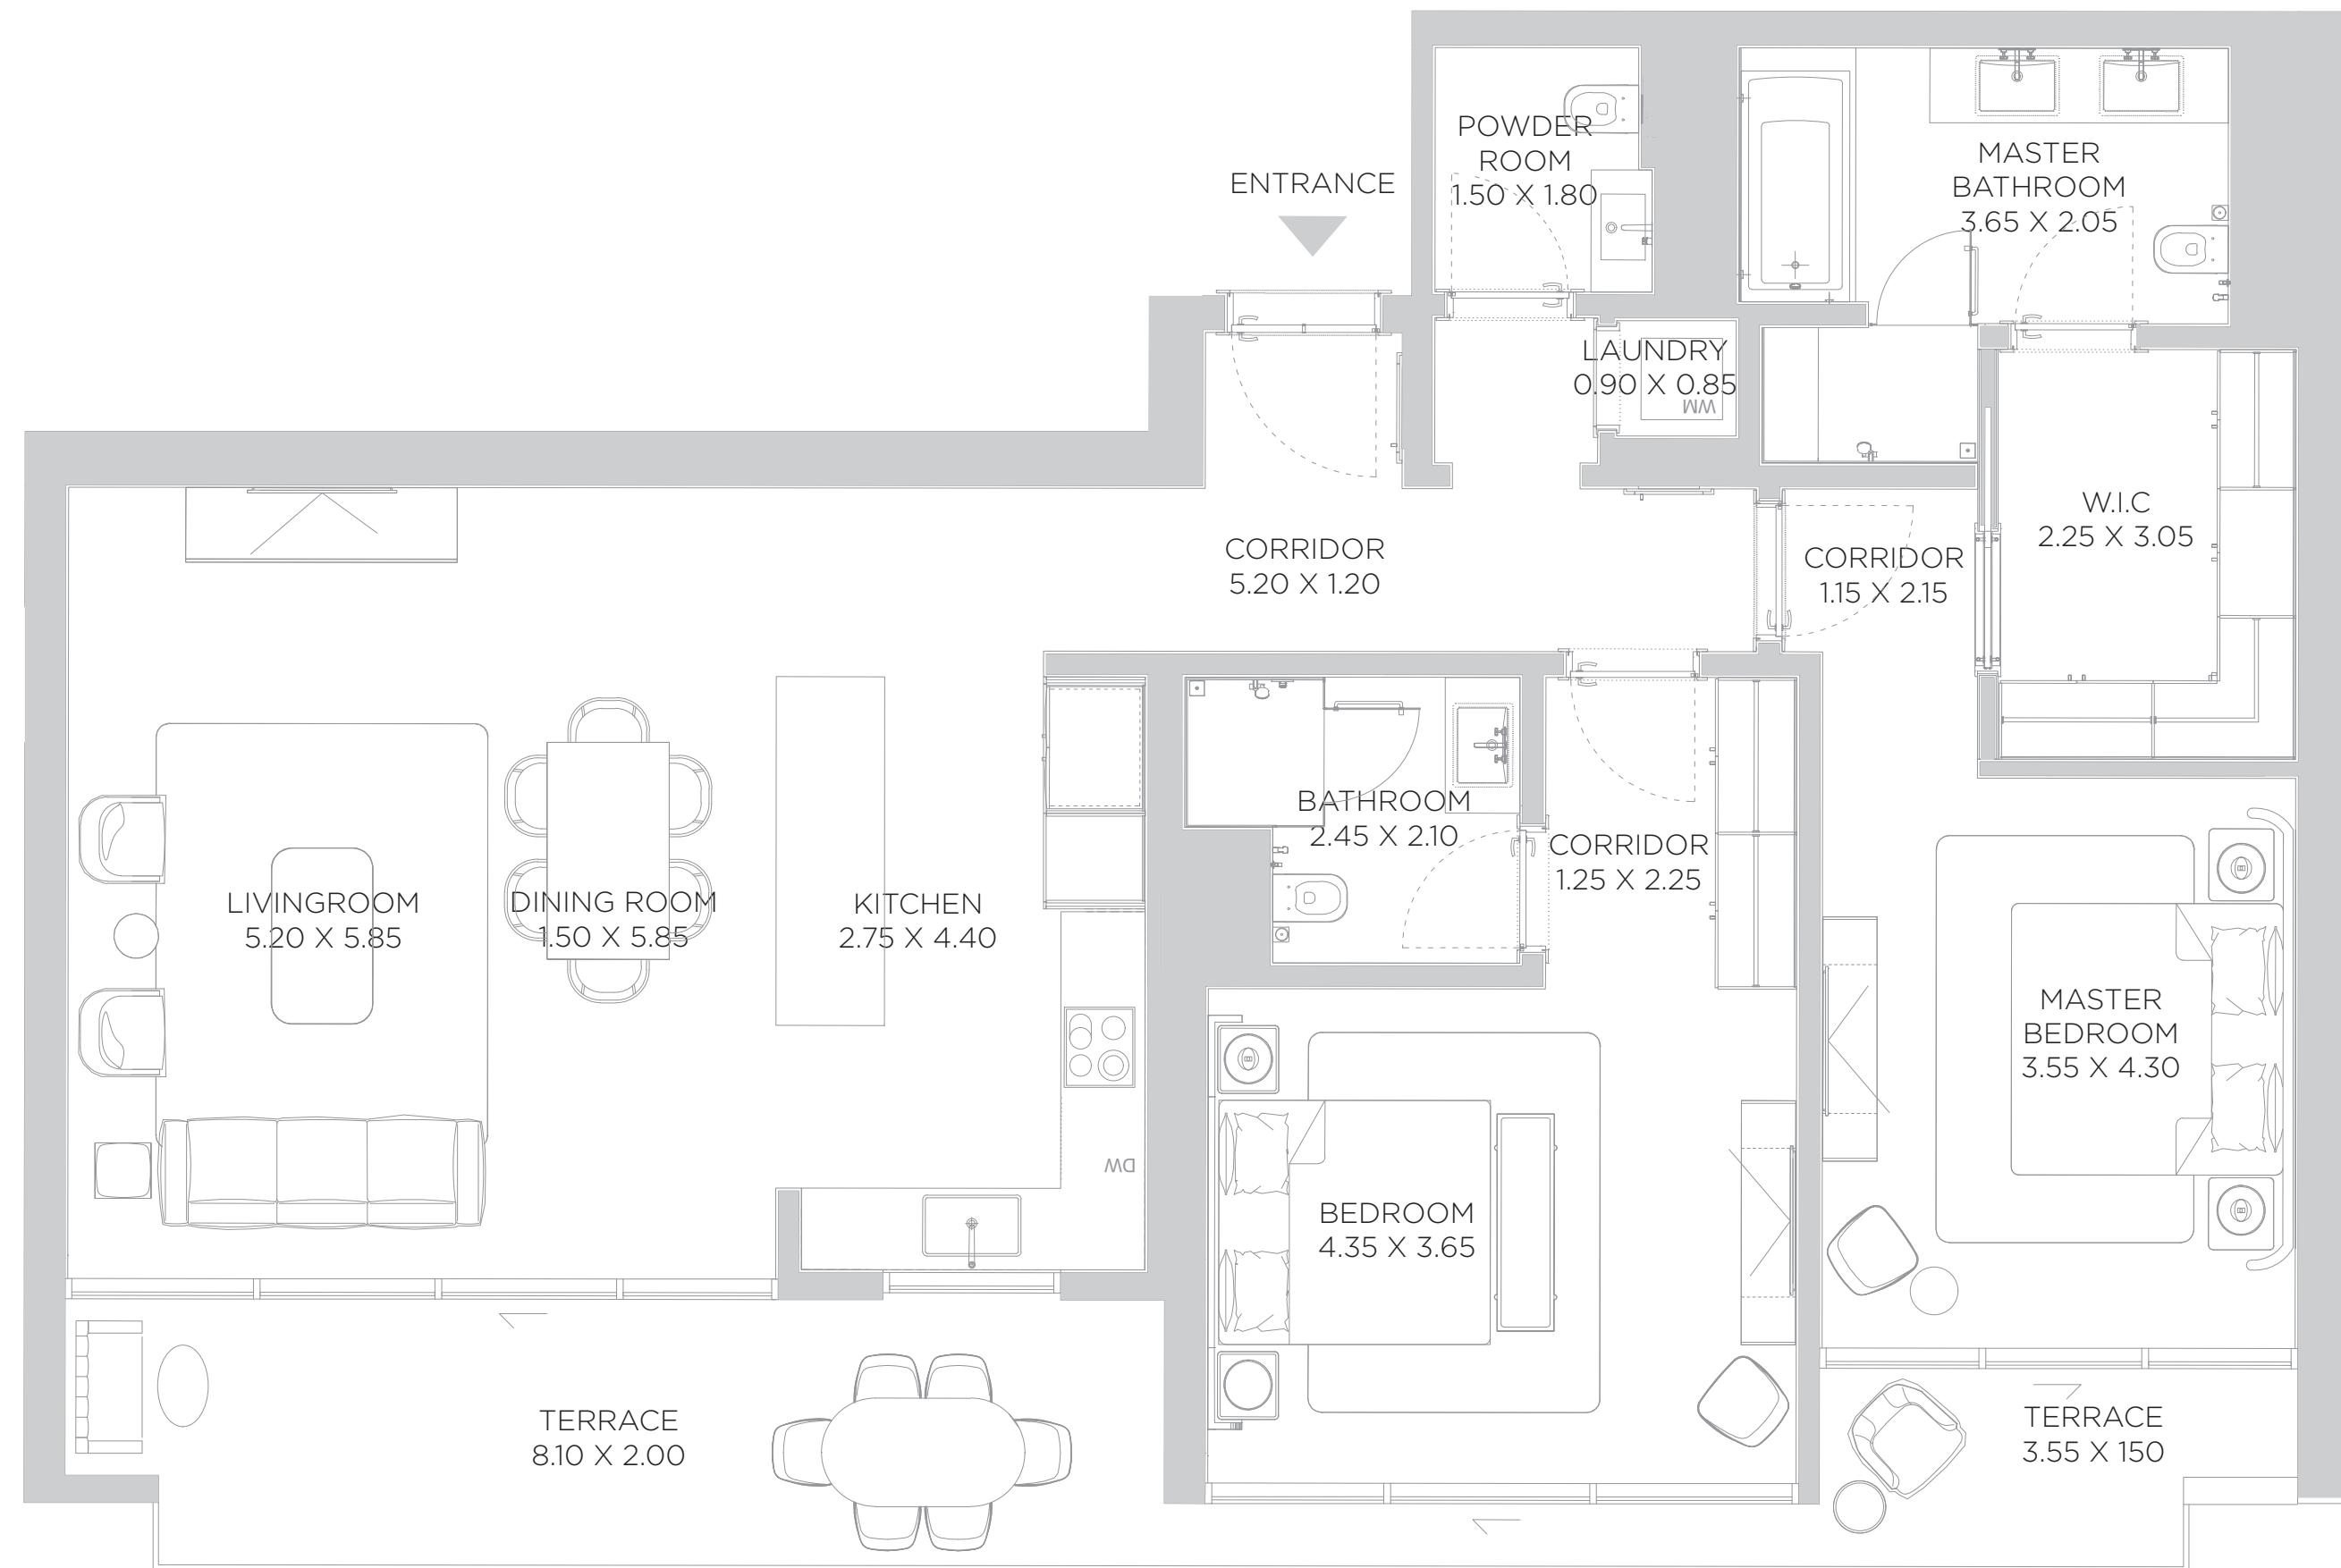 POWDER
ROOM
1.50 X 1.80
MASTER
BATHROOM
3.65 X 2.05
ENTRANCE
LAUNDRY
0.90 X 0.85
WM
W.I.C
2.25 X 3.05
CORRIDOR
5.20 X 1.20
CORRIDOR
1.15 X 2.15
BATHROOM
2.45 X 2.10
CORRIDOR
1.25 X 2.25
LIVINGROOM
5.20 X 5.85
DINING ROOM
1.50 X 5.85
KITCHEN
2.75 X 4.40
MASTER
BEDROOM
3.55 X 4.30
DW
BEDROOM
4.35 X 3.65
TERRACE
8.10 X 2.00
TERRACE
3.55 X 150